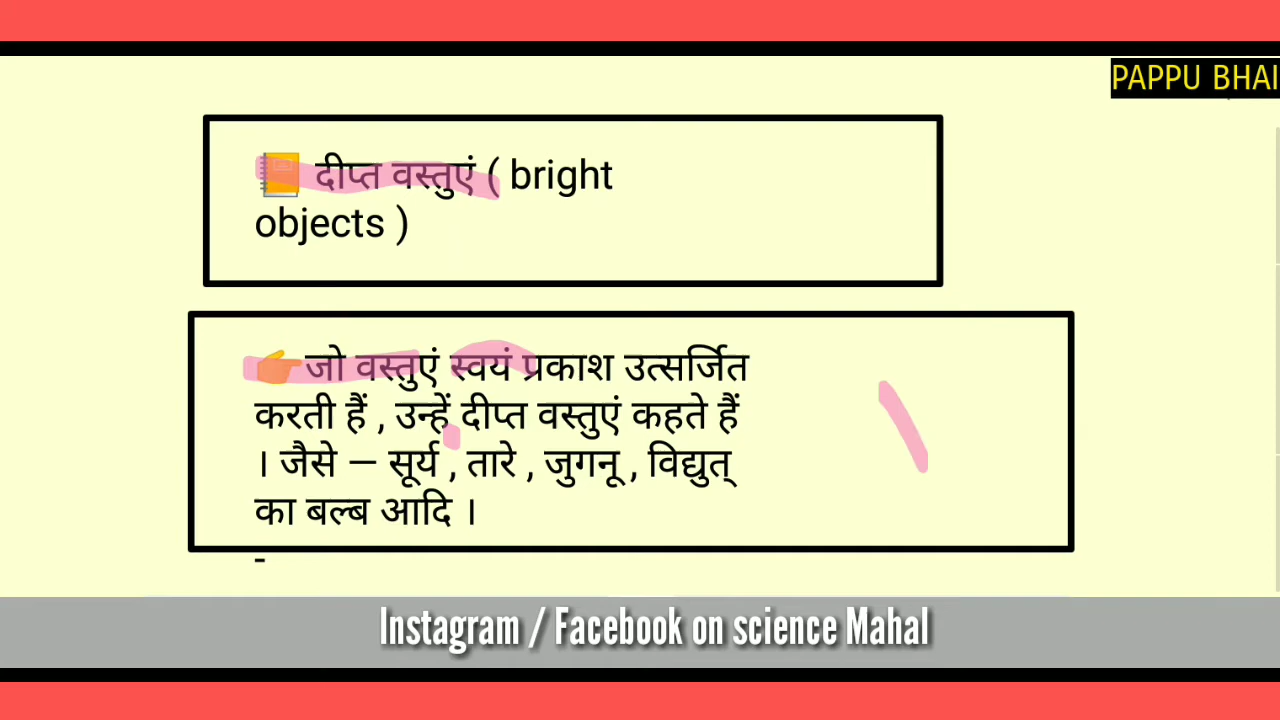 PAPPU BHAI
📒 दीप्त वस्तुएं ( bright
objects )
👉जो वस्तुएं स्वयं प्रकाश उत्सर्जित
करती हैं , उन्हें दीप्त वस्तुएं कहते हैं
। जैसे — सूर्य , तारे , जुगनू , विद्युत्
का बल्ब आदि ।
-
Instagram / Facebook on science Mahal